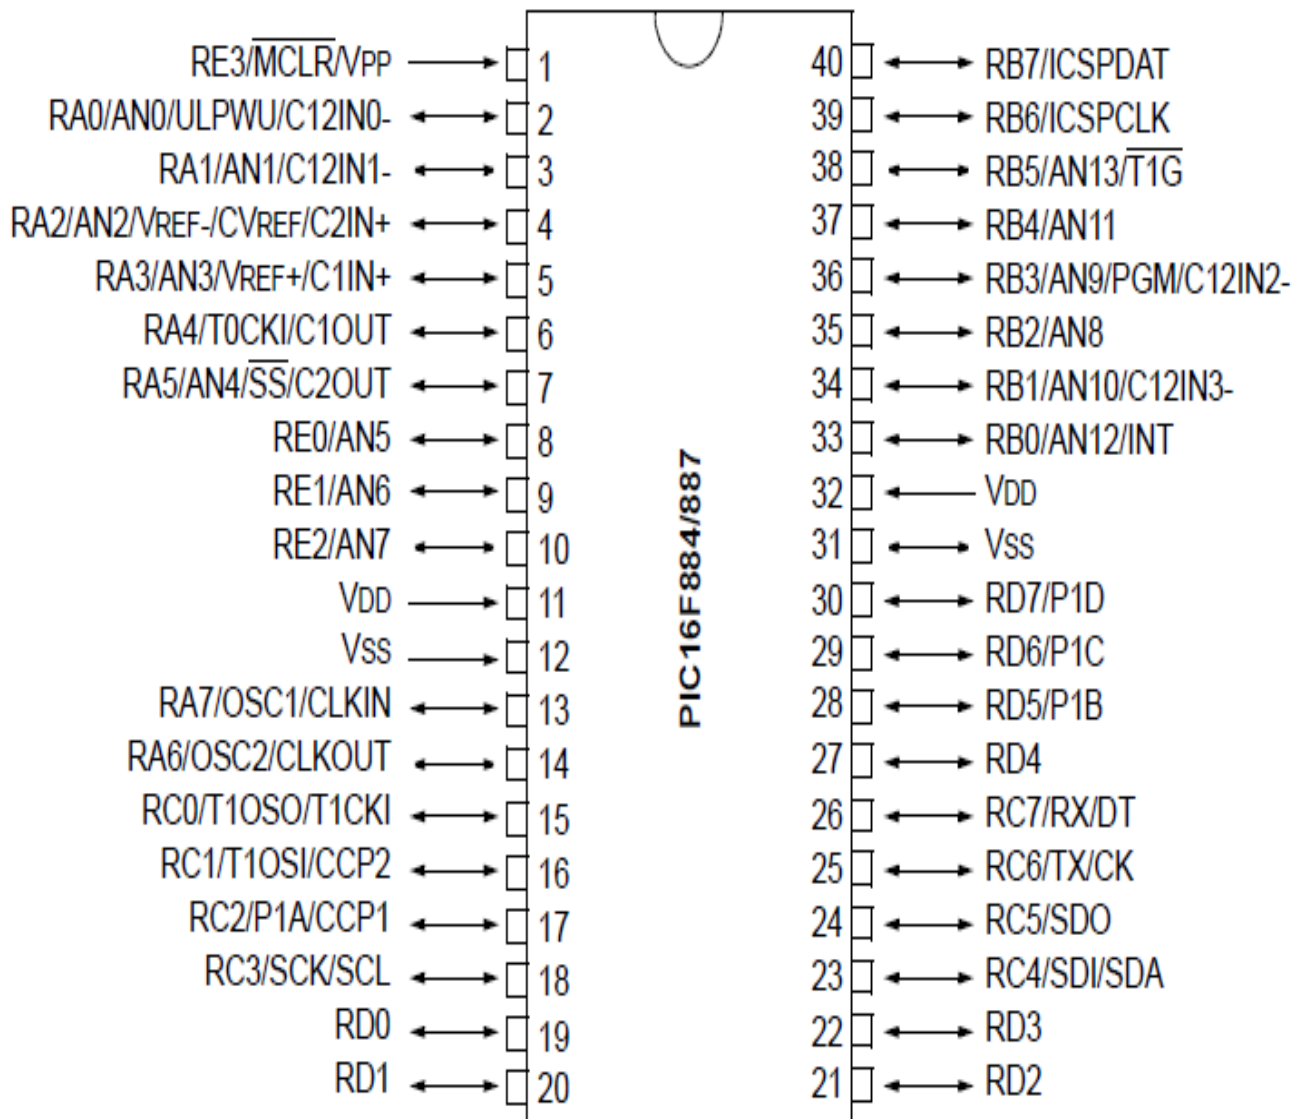 RE3/MCLR/VPP 1 40 RB7/ICSPDAT
RA0/AN0/ULPWU/C12IN0- 2 39 RB6/ICSPCLK
RA1/AN1/C12IN1- 3 38 RB5/AN13/T1G
RA2/AN2/VREF-/CVREF/C2IN+ 4 37 RB4/AN11
RA3/AN3/VREF+/C1IN+ 5 36 RB3/AN9/PGM/C12IN2-
RA4/T0CKI/C1OUT 6 35 RB2/AN8
RA5/AN4/SS/C2OUT 7 34 RB1/AN10/C12IN3-
RE0/AN5 8 33 RB0/AN12/INT
RE1/AN6 9 32 VDD
RE2/AN7 10 31 VSS
VDD 11 30 RD7/P1D
VSS 12 29 RD6/P1C
RA7/OSC1/CLKIN 13 28 RD5/P1B
RA6/OSC2/CLKOUT 14 27 RD4
RC0/T1OSO/T1CKI 15 26 RC7/RX/DT
RC1/T1OSI/CCP2 16 25 RC6/TX/CK
RC2/P1A/CCP1 17 24 RC5/SDO
RC3/SCK/SCL 18 23 RC4/SDI/SDA
RD0 19 22 RD3
RD1 20 21 RD2
PIC16F884/887